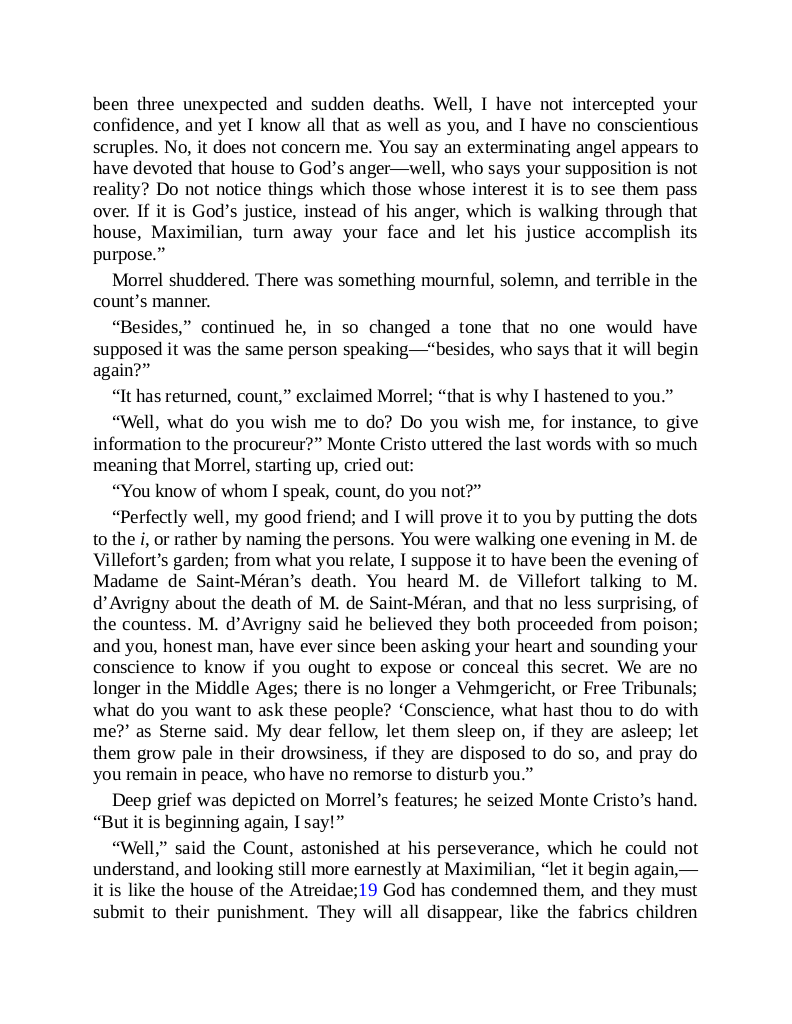 been three unexpected and sudden deaths. Well, I have not intercepted your
confidence, and yet I know all that as well as you, and I have no conscientious
scruples. No, it does not concern me. You say an exterminating angel appears to
have devoted that house to God’s anger—well, who says your supposition is not
reality? Do not notice things which those whose interest it is to see them pass
over. If it is God’s justice, instead of his anger, which is walking through that
house, Maximilian, turn away your face and let his justice accomplish its
purpose.”
Morrel shuddered. There was something mournful, solemn, and terrible in the
count’s manner.
“Besides,” continued he, in so changed a tone that no one would have
supposed it was the same person speaking—“besides, who says that it will begin
again?”
“It has returned, count,” exclaimed Morrel; “that is why I hastened to you.”
“Well, what do you wish me to do? Do you wish me, for instance, to give
information to the procureur?” Monte Cristo uttered the last words with so much
meaning that Morrel, starting up, cried out:
“You know of whom I speak, count, do you not?”
“Perfectly well, my good friend; and I will prove it to you by putting the dots
to the i, or rather by naming the persons. You were walking one evening in M. de
Villefort’s garden; from what you relate, I suppose it to have been the evening of
Madame de Saint-Méran’s death. You heard M. de Villefort talking to M.
d’Avrigny about the death of M. de Saint-Méran, and that no less surprising, of
the countess. M. d’Avrigny said he believed they both proceeded from poison;
and you, honest man, have ever since been asking your heart and sounding your
conscience to know if you ought to expose or conceal this secret. We are no
longer in the Middle Ages; there is no longer a Vehmgericht, or Free Tribunals;
what do you want to ask these people? ‘Conscience, what hast thou to do with
me?’ as Sterne said. My dear fellow, let them sleep on, if they are asleep; let
them grow pale in their drowsiness, if they are disposed to do so, and pray do
you remain in peace, who have no remorse to disturb you.”
Deep grief was depicted on Morrel’s features; he seized Monte Cristo’s hand.
“But it is beginning again, I say!”
“Well,” said the Count, astonished at his perseverance, which he could not
understand, and looking still more earnestly at Maximilian, “let it begin again,—
it is like the house of the Atreidae;19 God has condemned them, and they must
submit to their punishment. They will all disappear, like the fabrics children